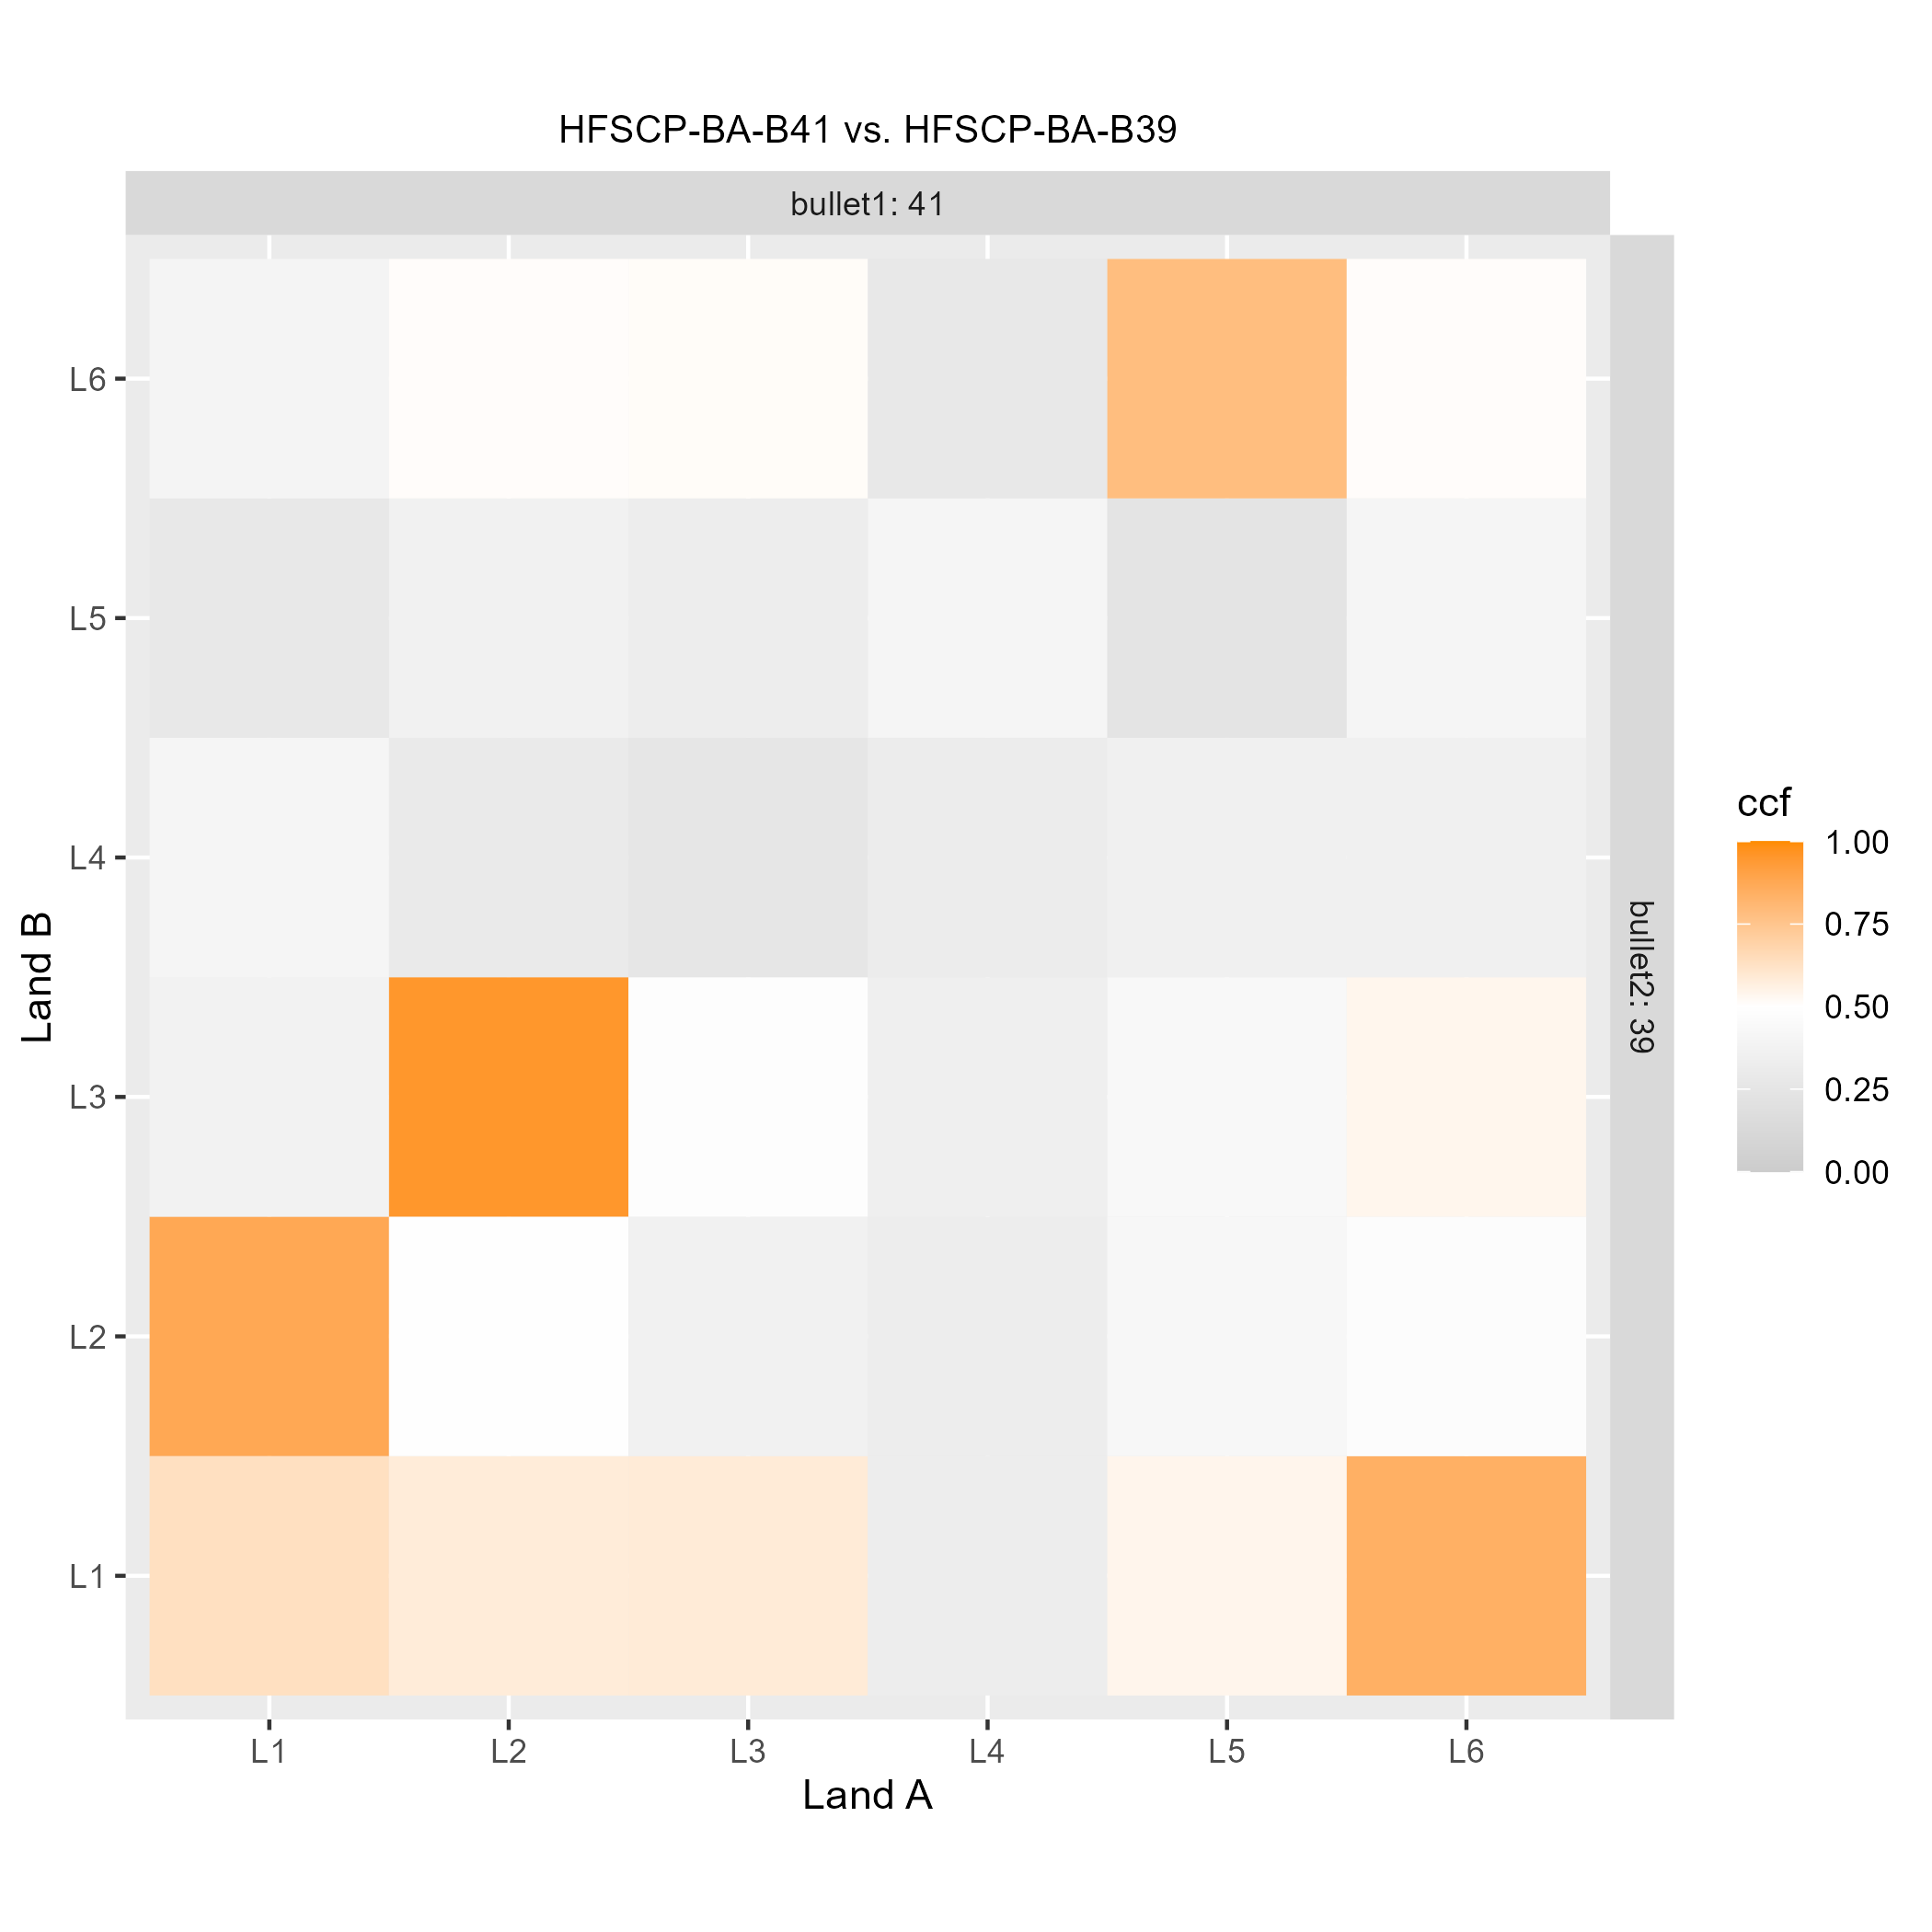 HFSCP-BA-B41 vs. HFSCP-BA-B39
bullet1: 41
L6
L5
L4
L3
L2
L1
Land B
bullet2: 39
L1 L2 L3 L4 L5 L6
Land A
ccf
1.00
0.75
0.50
0.25
0.00